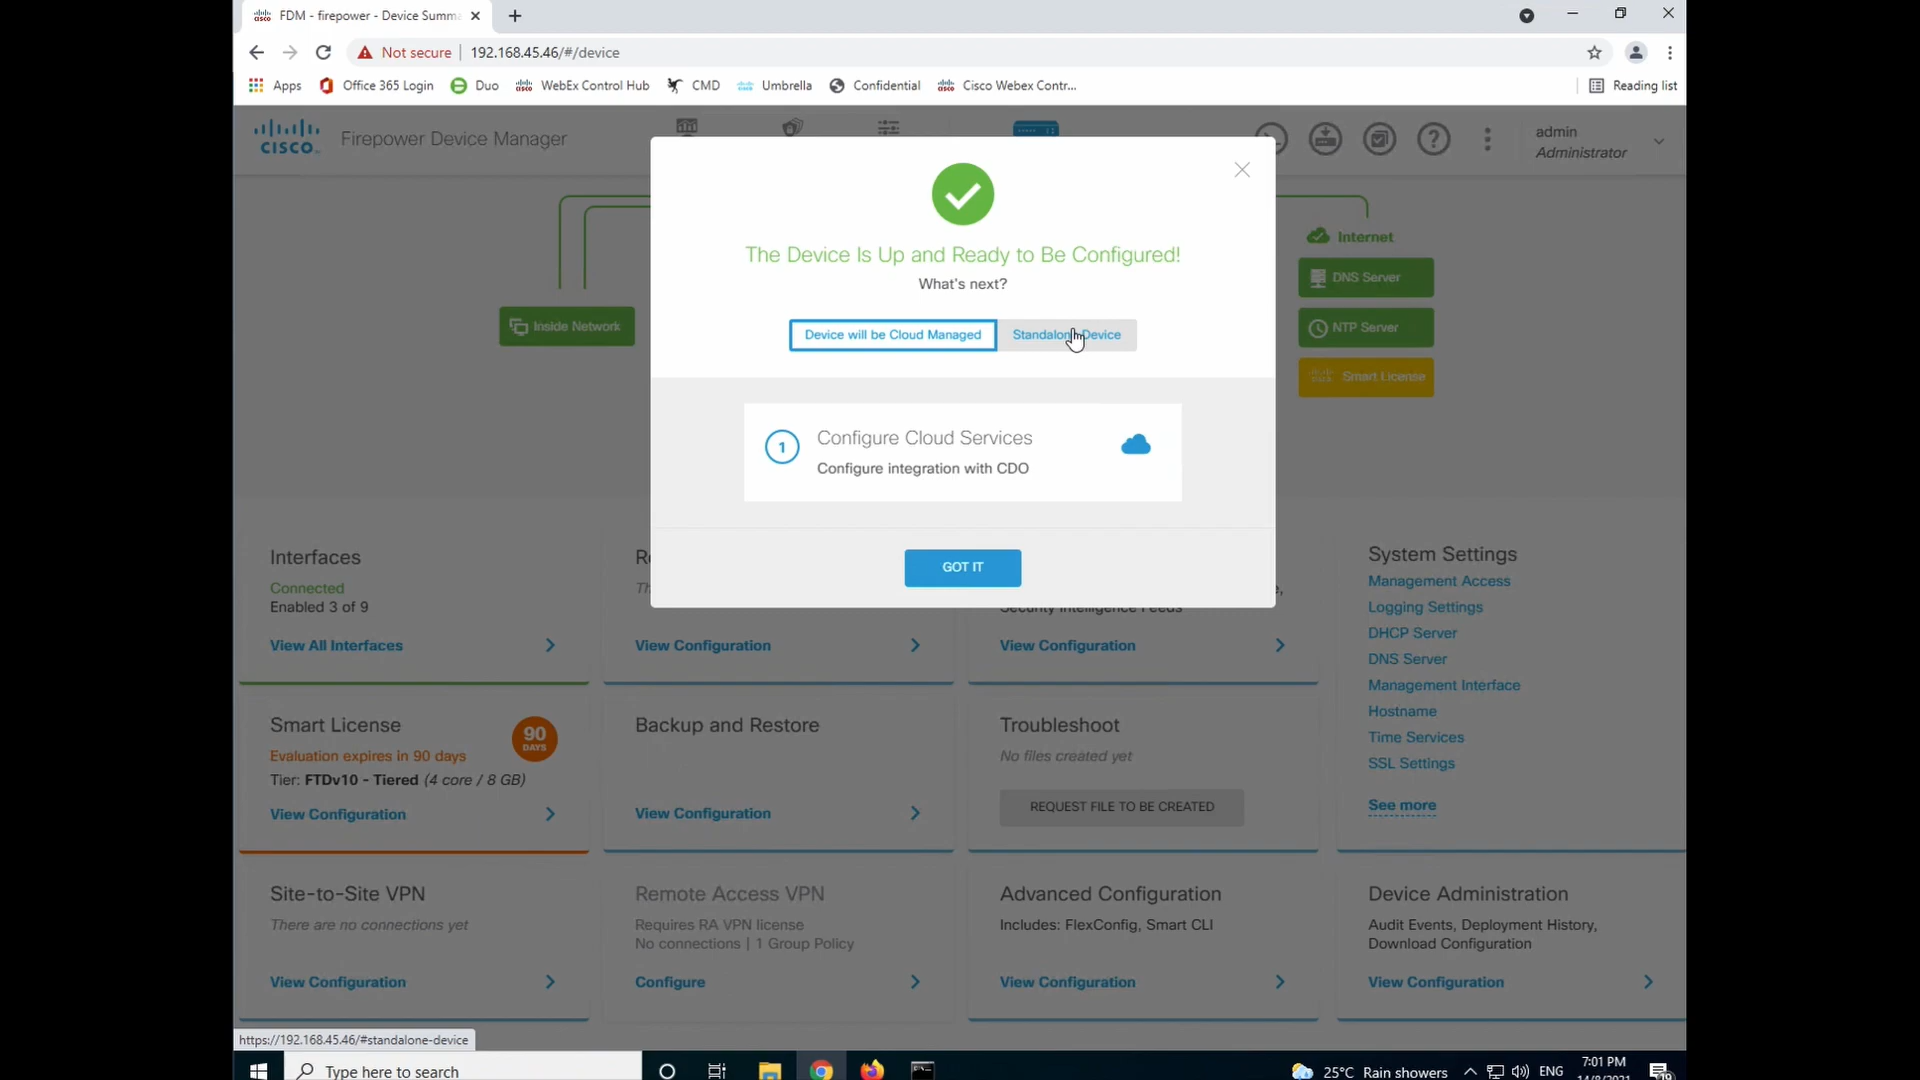 FDM - firepower - Device Summa
Not secure
192.168.45.46/#/device
Apps
Office 365 Login
Duo
WebEx Control Hub
CMD
Umbrella
Confidential
Cisco Webex Contr...
Reading list
CISCO
Firepower Device Manager
admin
Administrator
The Device Is Up and Ready to Be Configured!
What's next?
Device will be Cloud Managed
Standalone Device
Inside Network
Internet
DNS Server
NTP Server
Smart License
1
Configure Cloud Services
Configure integration with CDO
GOT IT
Interfaces
Connected
Enabled 3 of 9
View All Interfaces
View Configuration
Security Intelligence Feeds
View Configuration
System Settings
Management Access
Logging Settings
DHCP Server
DNS Server
Management Interface
Hostname
Time Services
SSL Settings
See more
Smart License
90
DAYS
Evaluation expires in 90 days
Tier: FTDv10 - Tiered (4 core / 8 GB)
View Configuration
Backup and Restore
View Configuration
Troubleshoot
No files created yet
REQUEST FILE TO BE CREATED
Site-to-Site VPN
There are no connections yet
View Configuration
Remote Access VPN
Requires RA VPN license
No connections | 1 Group Policy
Configure
Advanced Configuration
Includes: FlexConfig, Smart CLI
View Configuration
Device Administration
Audit Events, Deployment History,
Download Configuration
View Configuration
https://192.168.45.46/#standalone-device
Type here to search
25°C Rain showers
ENG
7:01 PM